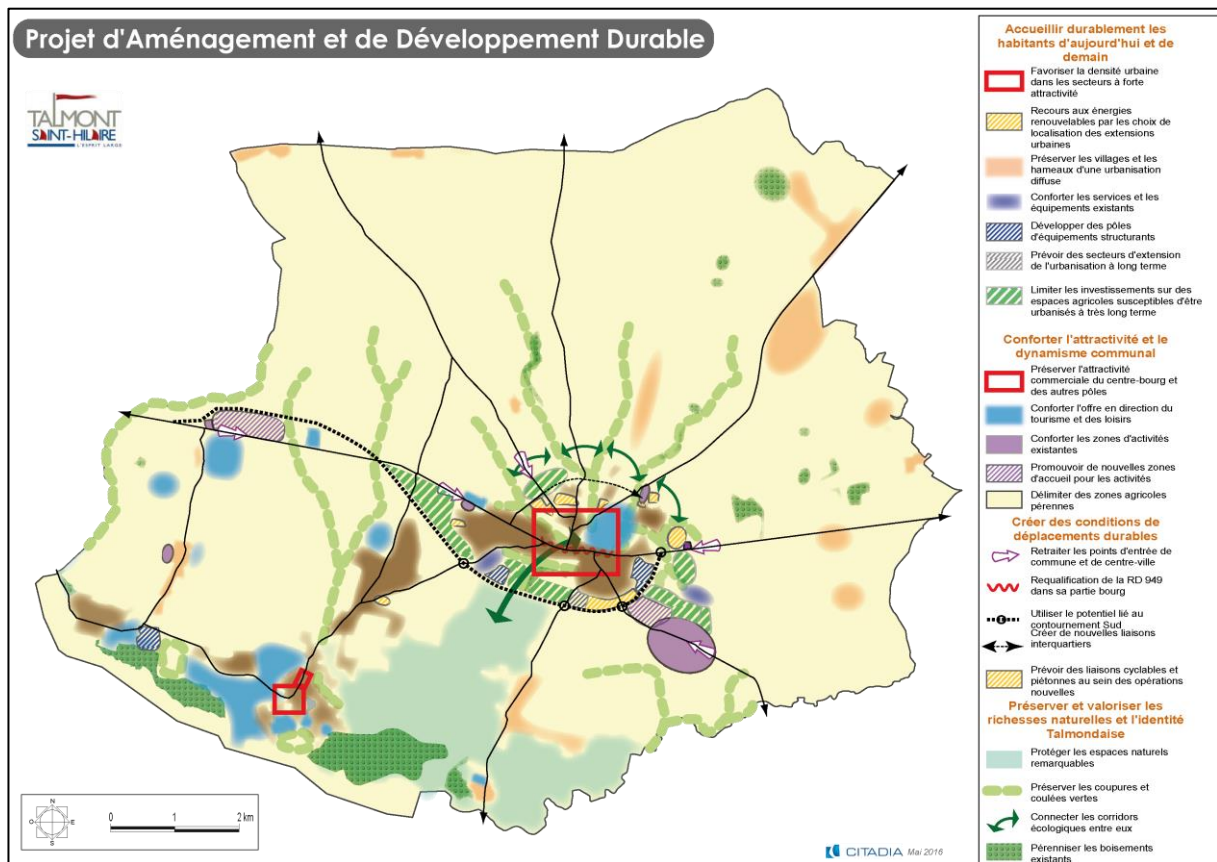 Projet d'Aménagement et de Développement Durable
TALMONT
SAINT-HILAIRE
L'ESPRIT LARGE
N
O
E
S
0
1
2 km
CITADIA Mai 2016
Accueillir durablement les
habitants d'aujourd'hui et de
demain
Favoriser la densité urbaine
dans les secteurs à forte
attractivité
Recours aux énergies
renouvelables par les choix de
localisation des extensions
urbaines
Préserver les villages et les
hameaux d'une urbanisation
diffuse
Conforter les services et les
équipements existants
Développer des pôles
d'équipements structurants
Prévoir des secteurs d'extension
de l'urbanisation à long terme
Limiter les investissements sur des
espaces agricoles susceptibles d'être
urbanisés à très long terme
Conforter l'attractivité et le
dynamisme communal
Préserver l'attractivité
commerciale du centre-bourg et
des autres pôles
Conforter l'offre en direction du
tourisme et des loisirs
Conforter les zones d'activités
existantes
Promouvoir de nouvelles zones
d'accueil pour les activités
Délimiter des zones agricoles
pérennes
Créer des conditions de
déplacements durables
Retraiter les points d'entrée de
commune et de centre-ville
Requalification de la RD 949
dans sa partie bourg
Utiliser le potentiel lié au
contournement Sud
Créer de nouvelles liaisons
interquartiers
Prévoir des liaisons cyclables et
piétonnes au sein des opérations
nouvelles
Préserver et valoriser les
richesses naturelles et l'identité
Talmondaise
Protéger les espaces naturels
remarquables
Préserver les coupures et
coulées vertes
Connecter les corridors
écologiques entre eux
Pérenniser les boisements
existants